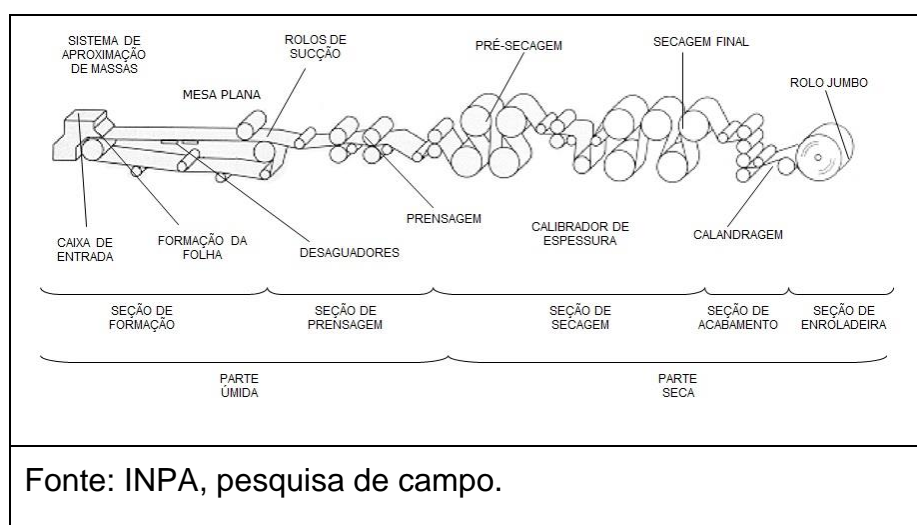 SISTEMA DE
APROXIMAÇÃO
DE MASSAS
ROLOS DE
SUCÇÃO
PRÉ-SECAGEM
SECAGEM FINAL
ROLO JUMBO
MESA PLANA
CAIXA DE
ENTRADA
FORMAÇÃO DA
FOLHA
DESAGUADORES
PRENSAGEM
CALIBRADOR DE
ESPESSURA
CALANDRAGEM
SEÇÃO DE
FORMAÇÃO
SEÇÃO DE
PRENSAGEM
SEÇÃO DE
SECAGEM
SEÇÃO DE
ACABAMENTO
SEÇÃO DE
ENROLADEIRA
PARTE
ÚMIDA
PARTE
SECA
Fonte: INPA, pesquisa de campo.